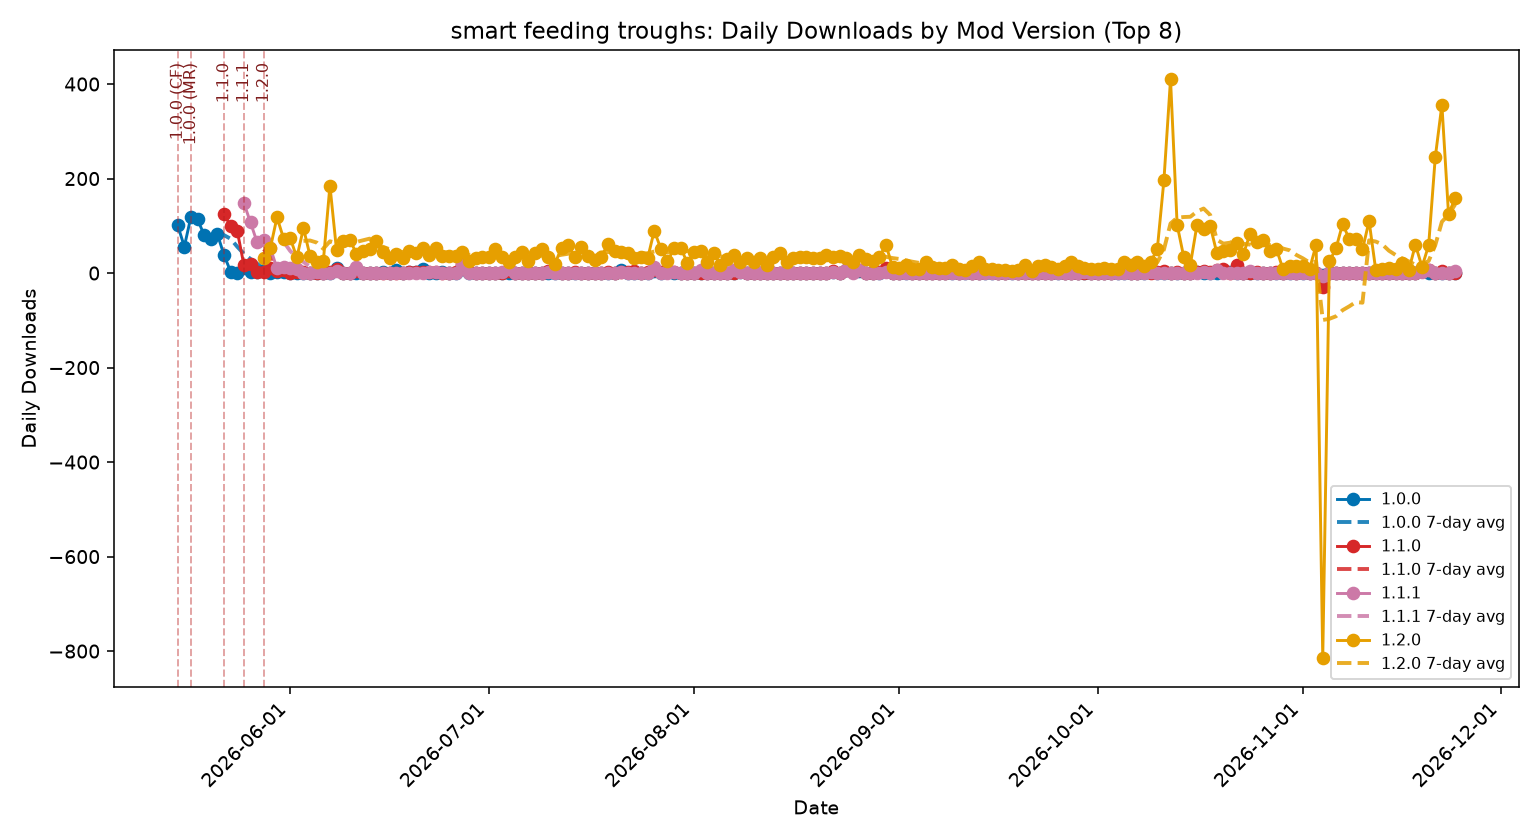 smart feeding troughs: Daily Downloads by Mod Version (Top 8)
1.0.0 (CF)
1.0.0 (MR)
1.1.0
1.1.1
1.2.0
Daily Downloads
400
200
0
−200
−400
−600
−800
1.0.0
1.0.0 7-day avg
1.1.0
1.1.0 7-day avg
1.1.1
1.1.1 7-day avg
1.2.0
1.2.0 7-day avg
2026-06-01
2026-07-01
2026-08-01
2026-09-01
2026-10-01
2026-11-01
2026-12-01
Date